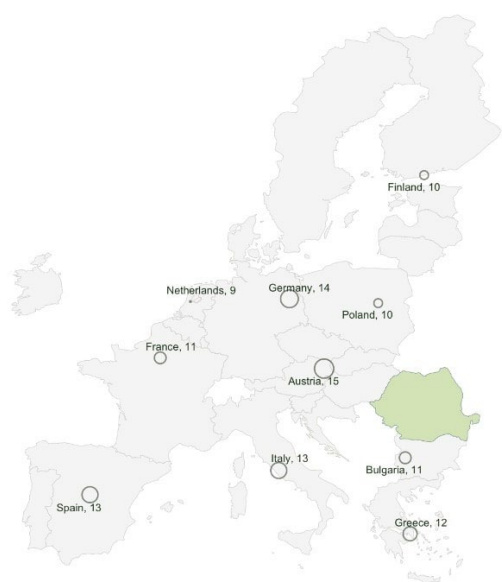 Finland, 10
Netherlands, 9
Germany, 14
Poland, 10
France, 11
Austria, 15
Italy, 13
Bulgaria, 11
Spain, 13
Greece, 12